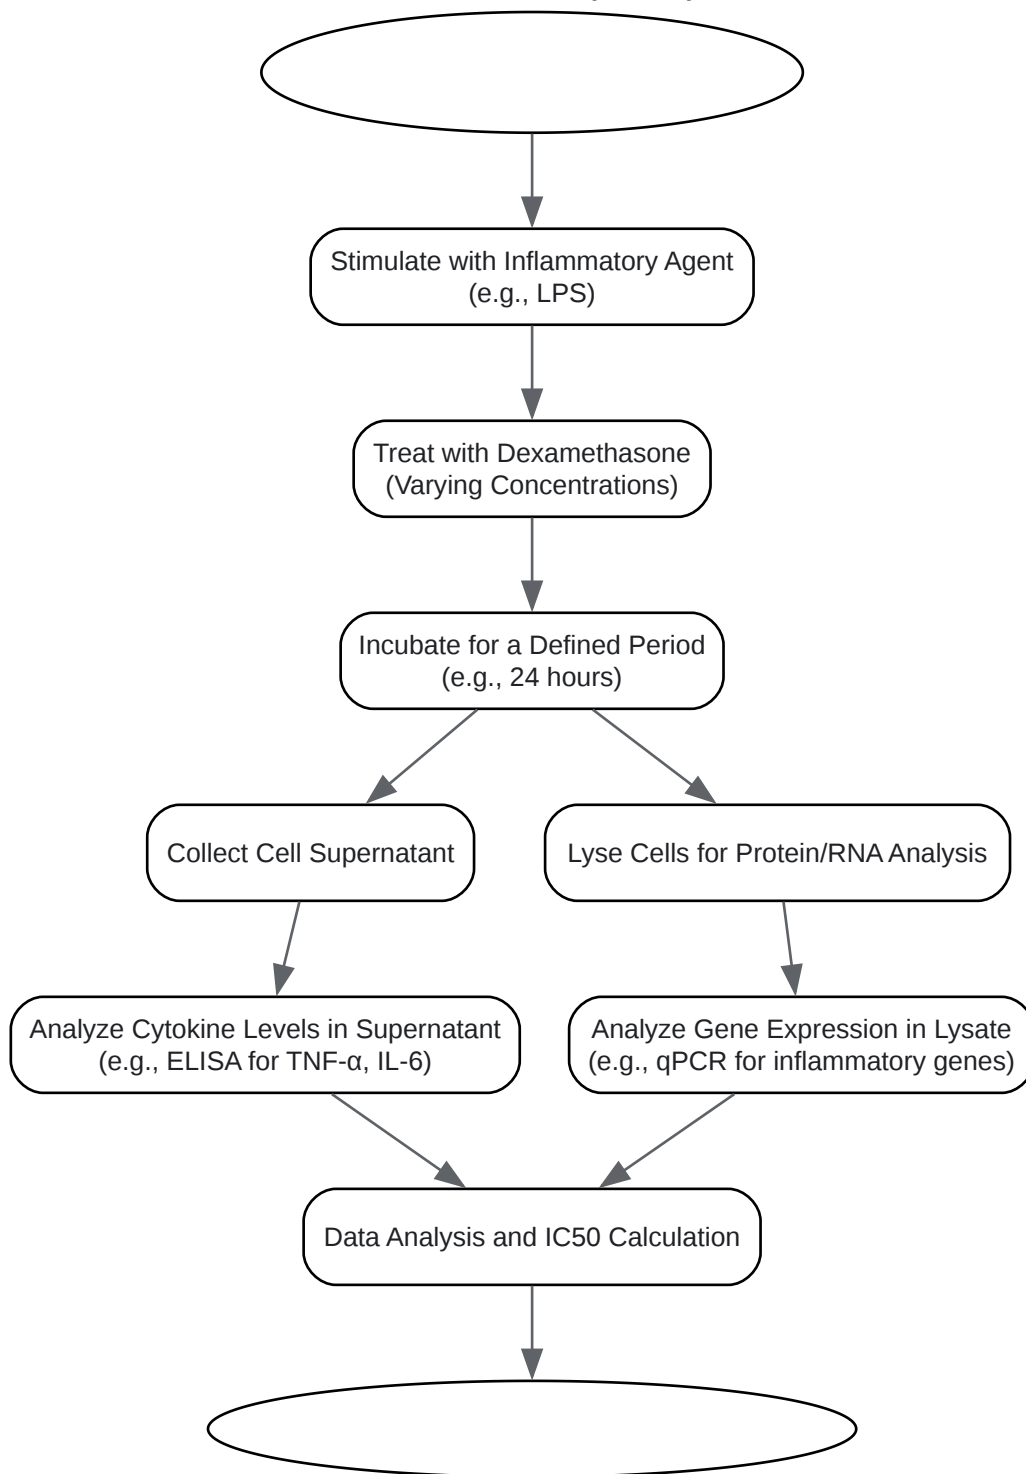 Stimulate with Inflammatory Agent
(e.g., LPS)
Treat with Dexamethasone
(Varying Concentrations)
Incubate for a Defined Period
(e.g., 24 hours)
Collect Cell Supernatant
Lyse Cells for Protein/RNA Analysis
Analyze Cytokine Levels in Supernatant
(e.g., ELISA for TNF-α, IL-6)
Analyze Gene Expression in Lysate
(e.g., qPCR for inflammatory genes)
Data Analysis and IC50 Calculation